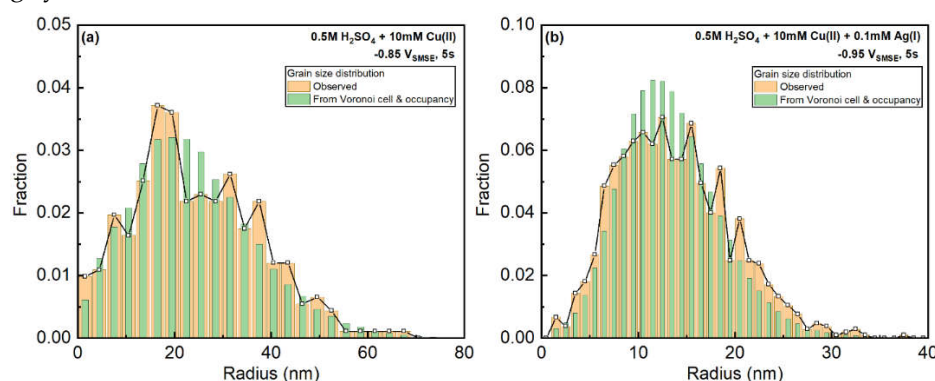 (a)
0.5M H₂SO₄ + 10mM Cu(II)
-0.85 V_SMSE, 5s
Grain size distribution
Observed
From Voronoi cell & occupancy
Fraction
0.05
0.04
0.03
0.02
0.01
0.00
0 20 40 60 80
Radius (nm)
(b)
0.5M H₂SO₄ + 10mM Cu(II) + 0.1mM Ag(I)
-0.95 V_SMSE, 5s
Grain size distribution
Observed
From Voronoi cell & occupancy
Fraction
0.10
0.08
0.06
0.04
0.02
0.00
0 10 20 30 40
Radius (nm)